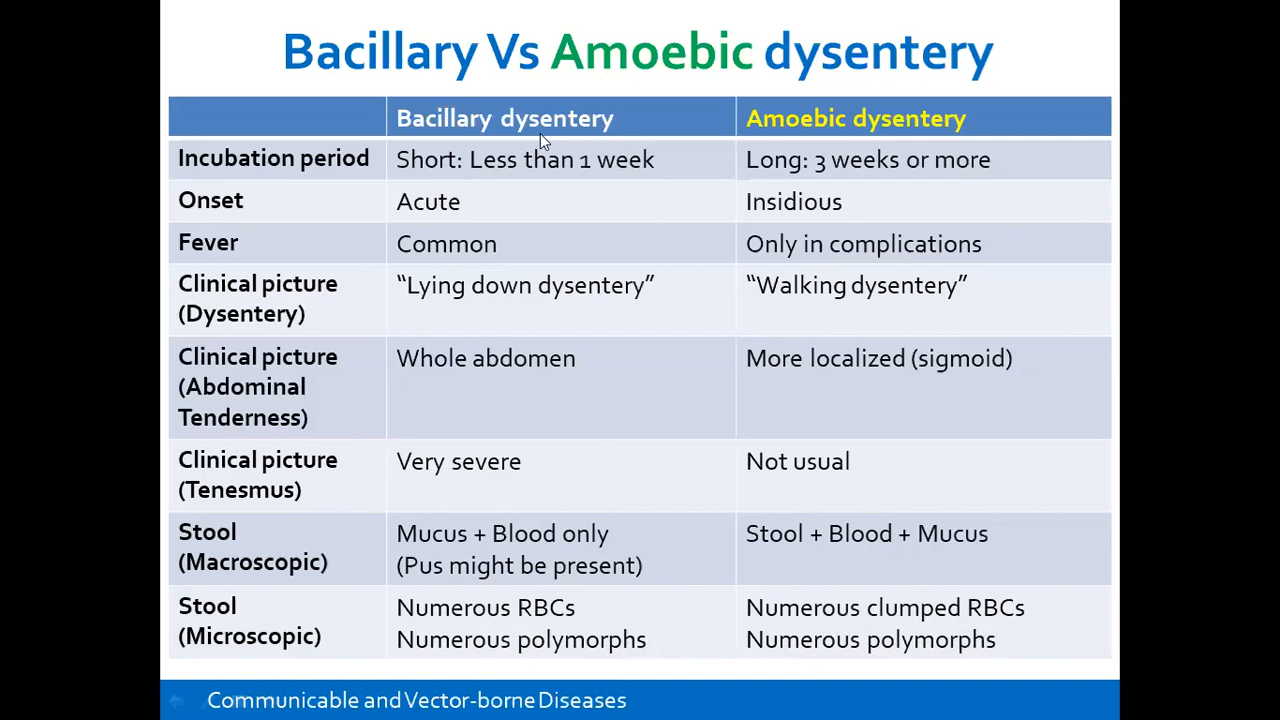 Bacillary Vs Amoebic dysentery
Bacillary dysentery Amoebic dysentery
Incubation period Short: Less than 1 week Long: 3 weeks or more
Onset Acute Insidious
Fever Common Only in complications
Clinical picture “Lying down dysentery” “Walking dysentery”
(Dysentery)
Clinical picture Whole abdomen More localized (sigmoid)
(Abdominal
Tenderness)
Clinical picture Very severe Not usual
(Tenesmus)
Stool Mucus + Blood only Stool + Blood + Mucus
(Macroscopic) (Pus might be present)
Stool Numerous RBCs Numerous clumped RBCs
(Microscopic) Numerous polymorphs Numerous polymorphs
Communicable and Vector-borne Diseases